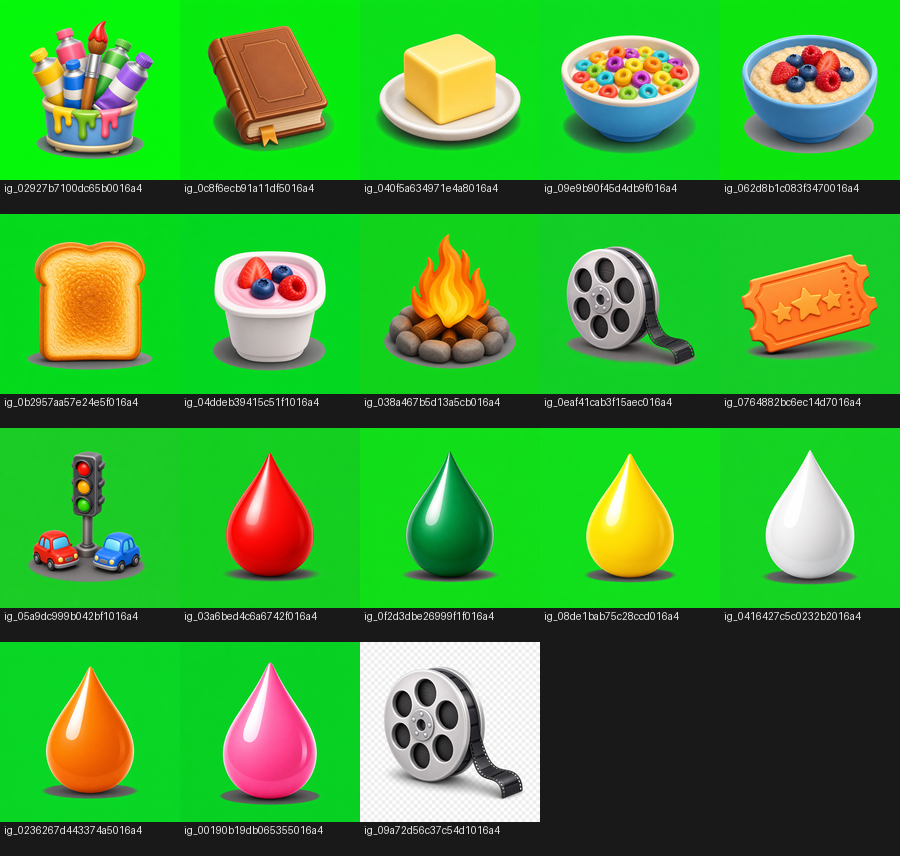 ig_02927b7100dc65b0016a4
ig_0c8f6ecb91a11df5016a4
ig_040f5a634971e4a8016a4
ig_09e9b90f45d4db9f016a4
ig_062d8b1c083f3470016a4
ig_0b2957aa57e24e5f016a4
ig_04ddeb39415c51f1016a4
ig_038a467b5d13a5cb016a4
ig_0eaf41cab3f15aec016a4
ig_0764882bc6ec14d7016a4
ig_05a9dc999b042bf1016a4
ig_03a6bed4c6a6742f016a4
ig_0f2d3dbe26999f1f016a4
ig_08de1bab75c28ccd016a4
ig_0416427c5c0232b2016a4
ig_0236267d443374a5016a4
ig_00190b19db065355016a4
ig_09a72d56c37c54d1016a4